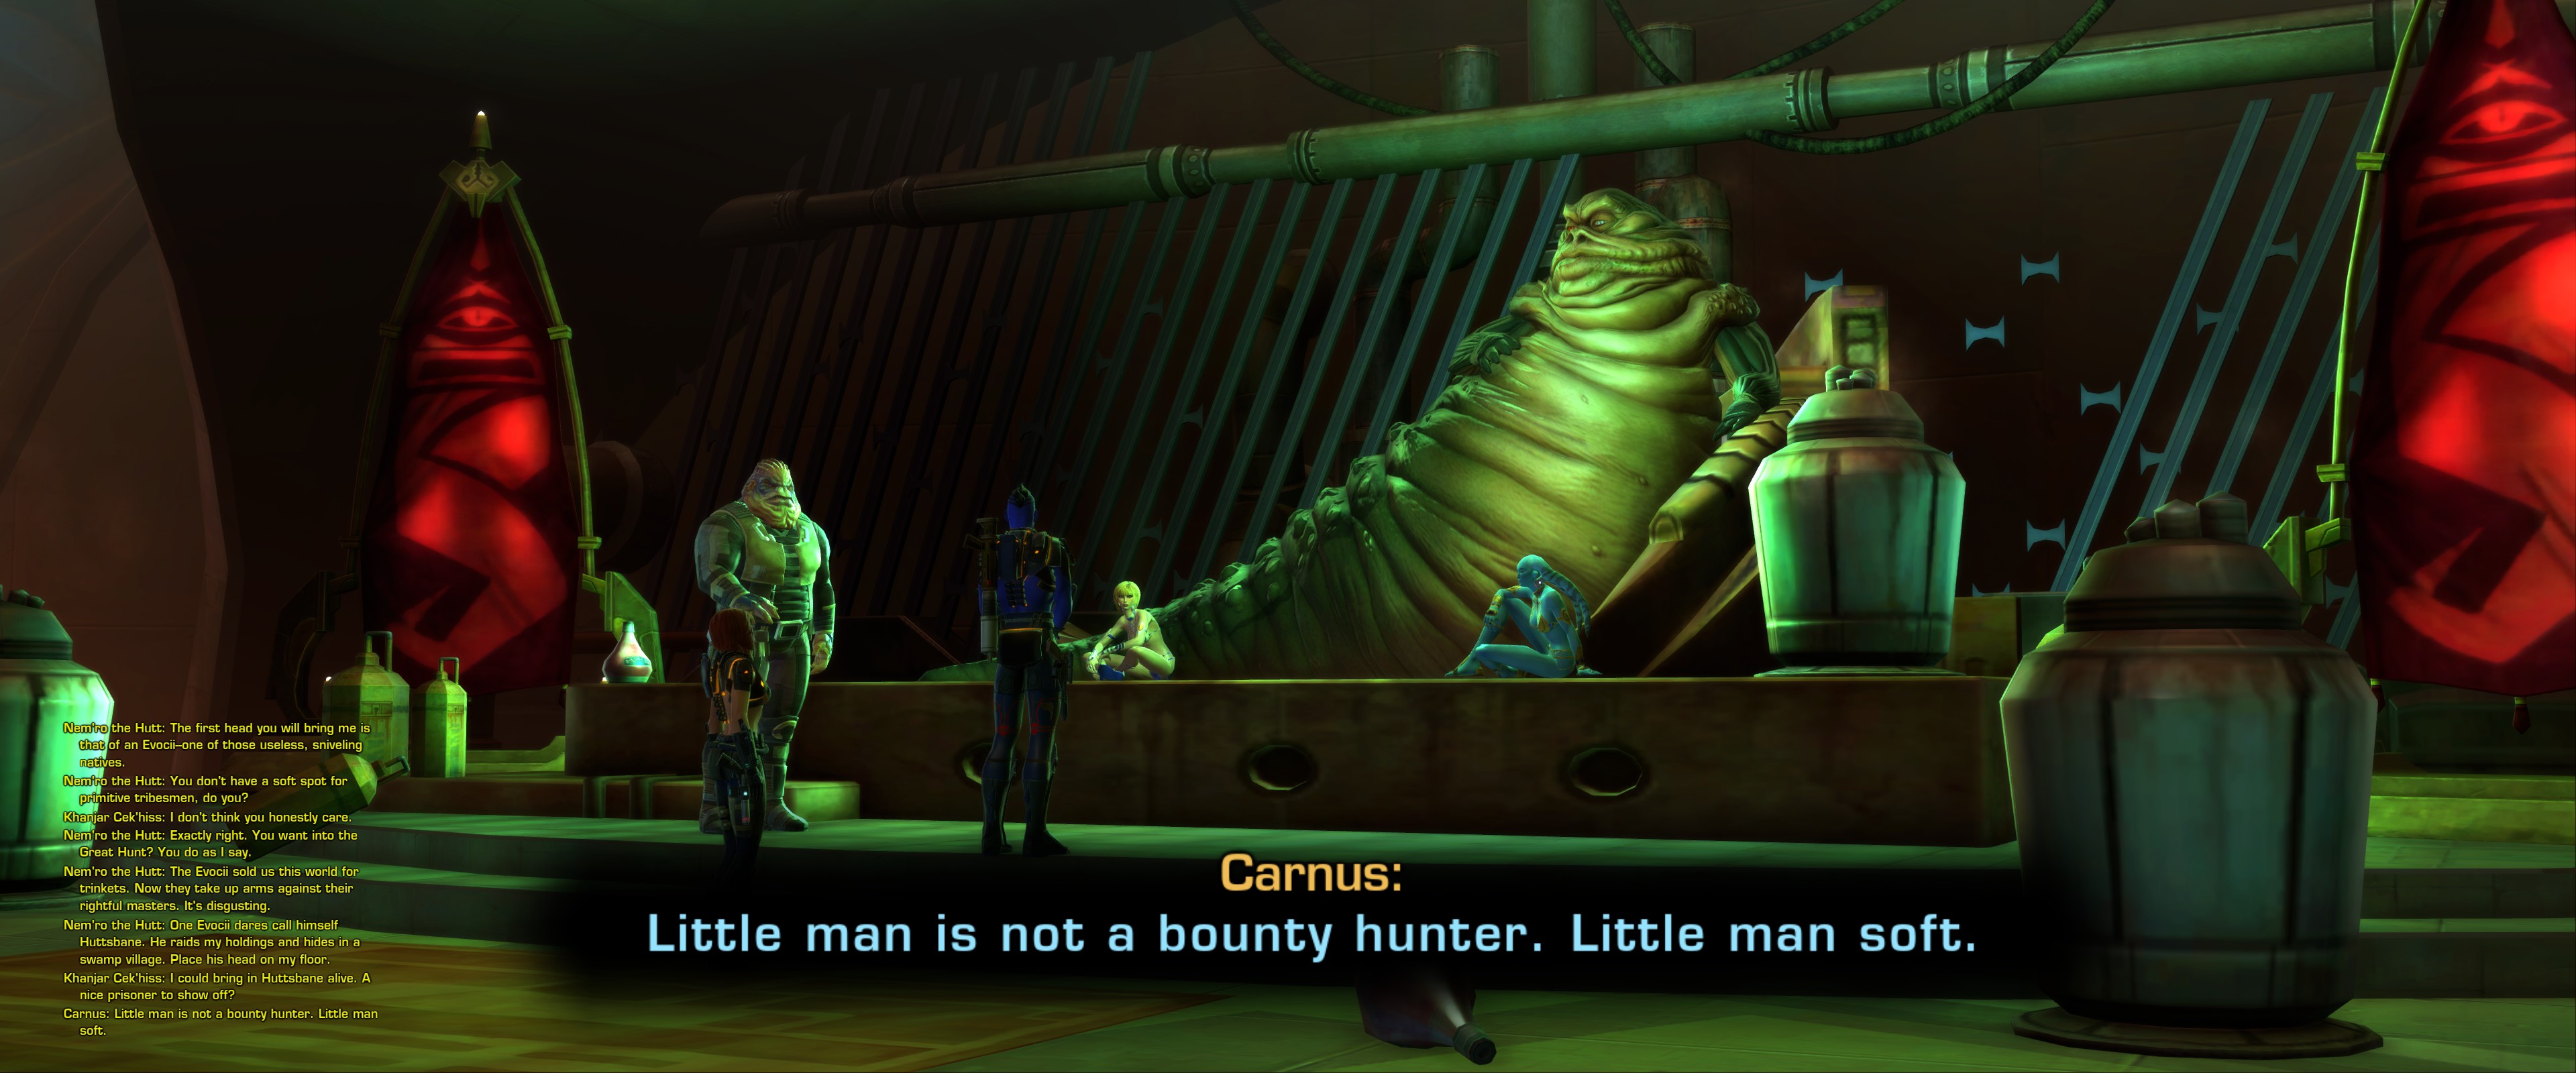 Nem'ro the Hutt: The first head you will bring me is
that of an Evocii–one of those useless, sniveling
natives.
Nem'ro the Hutt: You don't have a soft spot for
primitive tribesmen, do you?
Khanjar Cek'hiss: I don't think you honestly care.
Nem'ro the Hutt: Exactly right. You want into the
Great Hunt? You do as I say.
Nem'ro the Hutt: The Evocii sold us this world for
trinkets. Now they take up arms against their
rightful masters. It's disgusting.
Nem'ro the Hutt: One Evocii dares call himself
Huttsbane. He raids my holdings and hides in a
swamp village. Place his head on my floor.
Khanjar Cek'hiss: I could bring in Huttsbane alive. A
nice prisoner to show off?
Carnus: Little man is not a bounty hunter. Little man
soft.
Carnus:
Little man is not a bounty hunter. Little man soft.